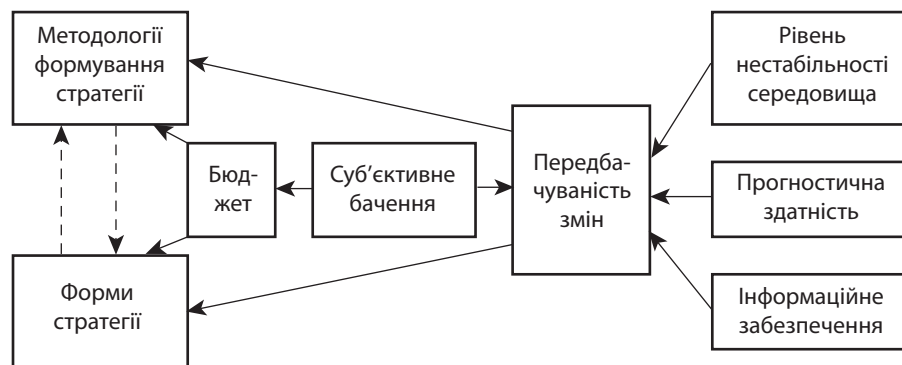 Методології
формування
стратегії
Рівень
нестабільності
середовища
Бюд-
жет
Суб’єктивне
бачення
Передба-
чуваність
змін
Прогностична
здатність
Форми
стратегії
Інформаційне
забезпечення